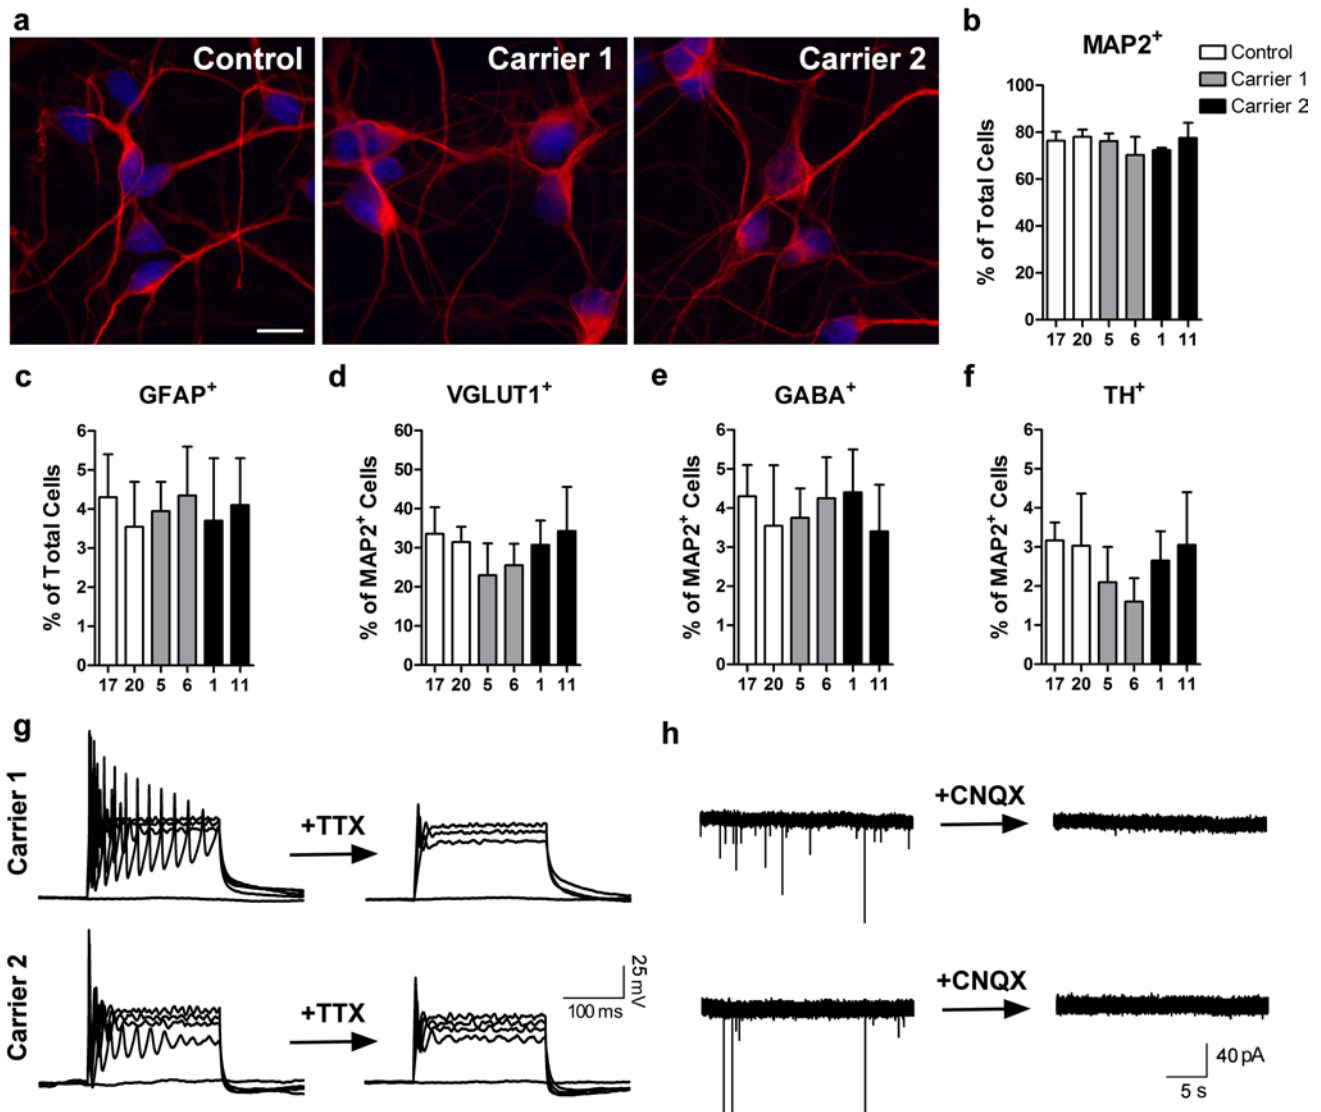 a
Control
Carrier 1
Carrier 2
b
MAP2+
Control
Carrier 1
Carrier 2
% of Total Cells
100
80
60
40
20
0
17 20 5 6 1 11
c
GFAP+
% of Total Cells
6
5
4
3
2
1
0
17 20 5 6 1 11
d
VGLUT1+
% of MAP2+ Cells
60
50
40
30
20
10
0
17 20 5 6 1 11
e
GABA+
% of MAP2+ Cells
6
5
4
3
2
1
0
17 20 5 6 1 11
f
TH+
% of MAP2+ Cells
6
5
4
3
2
1
0
17 20 5 6 1 11
g
Carrier 1
+TTX
Carrier 2
+TTX
25 mV
100 ms
h
+CNQX
+CNQX
40 pA
5 s